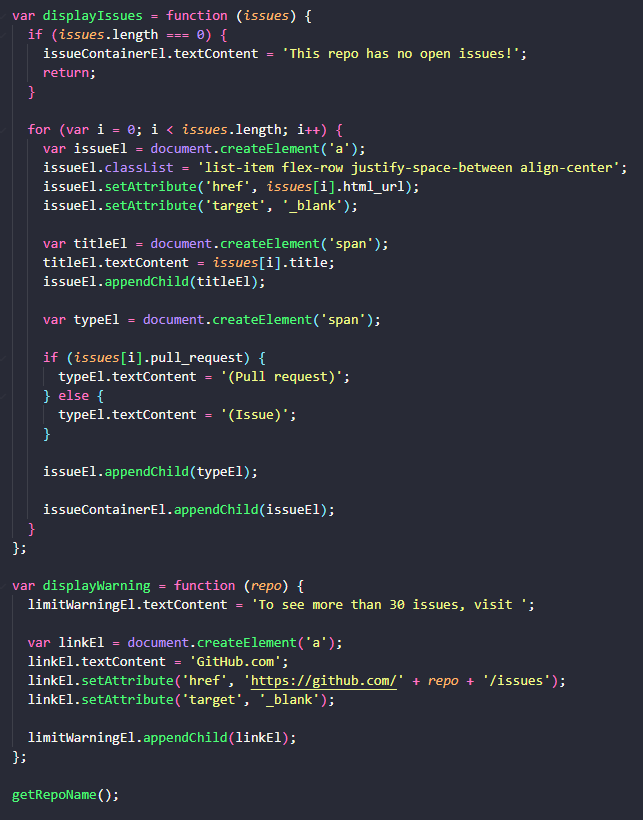 var displayIssues = function (issues) {
  if (issues.length === 0) {
    issueContainerEl.textContent = 'This repo has no open issues!';
    return;
  }

  for (var i = 0; i < issues.length; i++) {
    var issueEl = document.createElement('a');
    issueEl.classList = 'list-item flex-row justify-space-between align-center';
    issueEl.setAttribute('href', issues[i].html_url);
    issueEl.setAttribute('target', '_blank');

    var titleEl = document.createElement('span');
    titleEl.textContent = issues[i].title;
    issueEl.appendChild(titleEl);

    var typeEl = document.createElement('span');

    if (issues[i].pull_request) {
      typeEl.textContent = '(Pull request)';
    } else {
      typeEl.textContent = '(Issue)';
    }

    issueEl.appendChild(typeEl);

    issueContainerEl.appendChild(issueEl);
  }
};

var displayWarning = function (repo) {
  limitWarningEl.textContent = 'To see more than 30 issues, visit ';

  var linkEl = document.createElement('a');
  linkEl.textContent = 'GitHub.com';
  linkEl.setAttribute('href', 'https://github.com/' + repo + '/issues');
  linkEl.setAttribute('target', '_blank');

  limitWarningEl.appendChild(linkEl);
};

getRepoName();